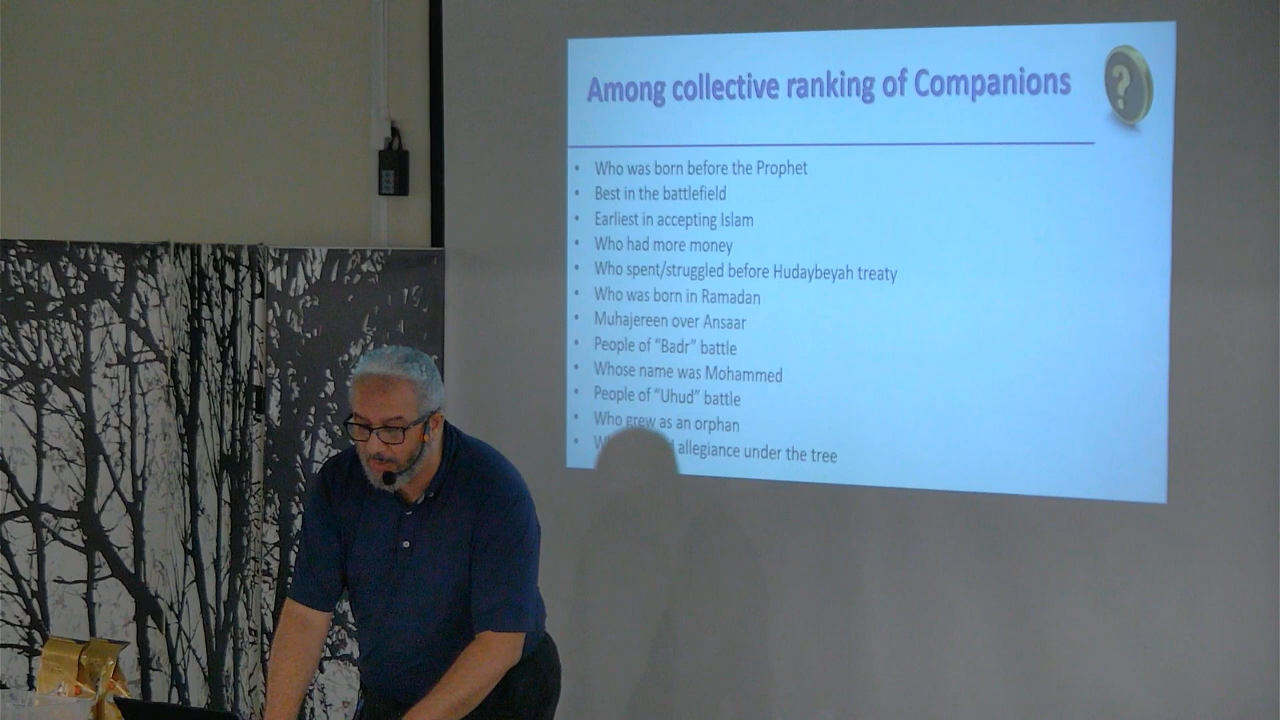 Among collective ranking of Companions
?
• Who was born before the Prophet
• Best in the battlefield
• Earliest in accepting Islam
• Who had more money
• Who spent/struggled before Hudaybeyah treaty
• Who was born in Ramadan
• Muhajereen over Ansaar
• People of “Badr” battle
• Whose name was Mohammed
• People of “Uhud” battle
• Who grew as an orphan
• allegiance under the tree